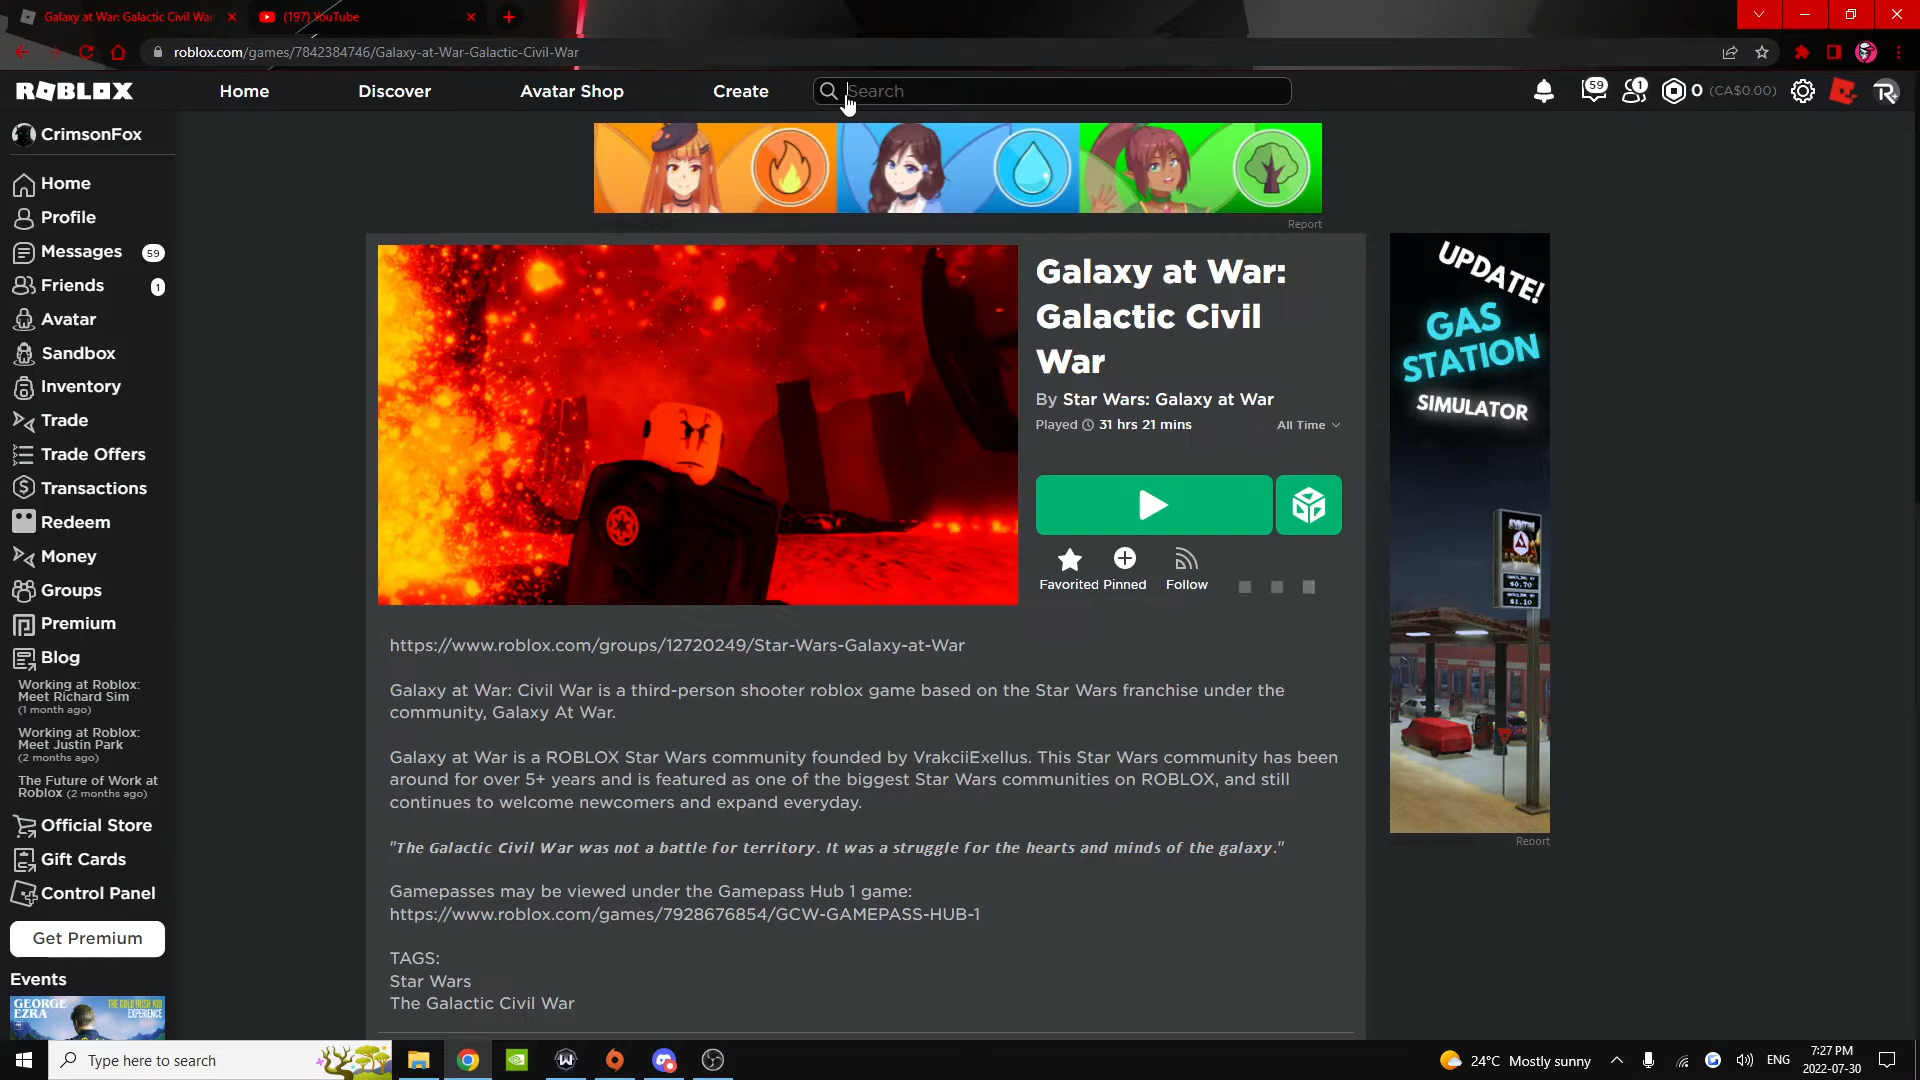 Galaxy at War: Galactic Civil Wa
(197) YouTube
roblox.com/games/7842384746/Galaxy-at-War-Galactic-Civil-War
ROBLOX
Home
Discover
Avatar Shop
Create
Search
59
1
0 (CA$0.00)
CrimsonFox
Home
Profile
Messages 59
Friends 1
Avatar
Sandbox
Inventory
Trade
Trade Offers
Transactions
Redeem
Money
Groups
Premium
Blog
Working at Roblox:
Meet Richard Sim
(1 month ago)
Working at Roblox:
Meet Justin Park
(2 months ago)
The Future of Work at
Roblox (2 months ago)
Official Store
Gift Cards
Control Panel
Get Premium
Events
GEORGE
EZRA
THE GOLD RUSH KID
EXPERIENCE
Report
Galaxy at War:
Galactic Civil
War
By Star Wars: Galaxy at War
Played 31 hrs 21 mins
All Time
Favorited
Pinned
Follow
https://www.roblox.com/groups/12720249/Star-Wars-Galaxy-at-War
Galaxy at War: Civil War is a third-person shooter roblox game based on the Star Wars franchise under the
community, Galaxy At War.
Galaxy at War is a ROBLOX Star Wars community founded by VrakciiExellus. This Star Wars community has been
around for over 5+ years and is featured as one of the biggest Star Wars communities on ROBLOX, and still
continues to welcome newcomers and expand everyday.
"The Galactic Civil War was not a battle for territory. It was a struggle for the hearts and minds of the galaxy."
Gamepasses may be viewed under the Gamepass Hub 1 game:
https://www.roblox.com/games/7928676854/GCW-GAMEPASS-HUB-1
TAGS:
Star Wars
The Galactic Civil War
UPDATE!
GAS
STATION
SIMULATOR
$0.70
$1.10
Report
Type here to search
24°C Mostly sunny
ENG
7:27 PM
2022-07-30